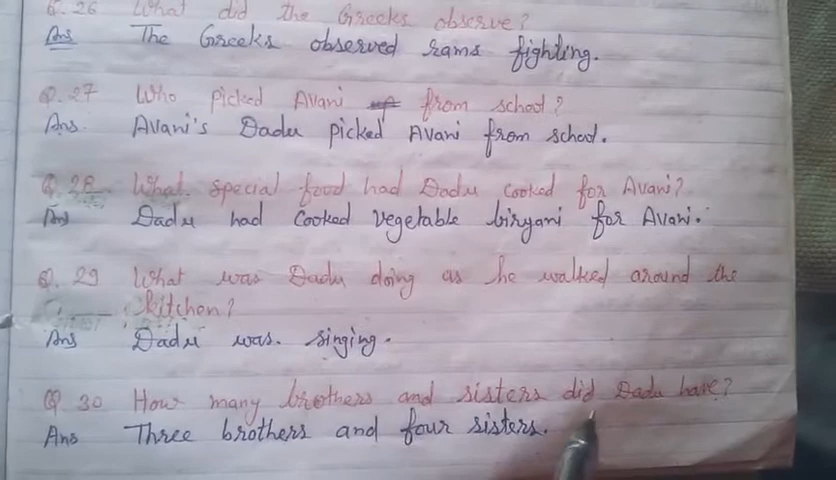 Q.26 What did the Greeks observe?
Ans The Greeks observed rams fighting.
Q.27 Who picked Avani from school?
Ans. Avani's Dadu picked Avani from school.
Q.28. What special food had Dadu cooked for Avani?
Ans Dadu had cooked vegetable biryani for Avani.
Q.29 What was Dadu doing as he walked around the
kitchen?
Ans Dadu was. singing.
Q.30 How many brothers and sisters did Dadu have?
Ans Three brothers and four sisters.